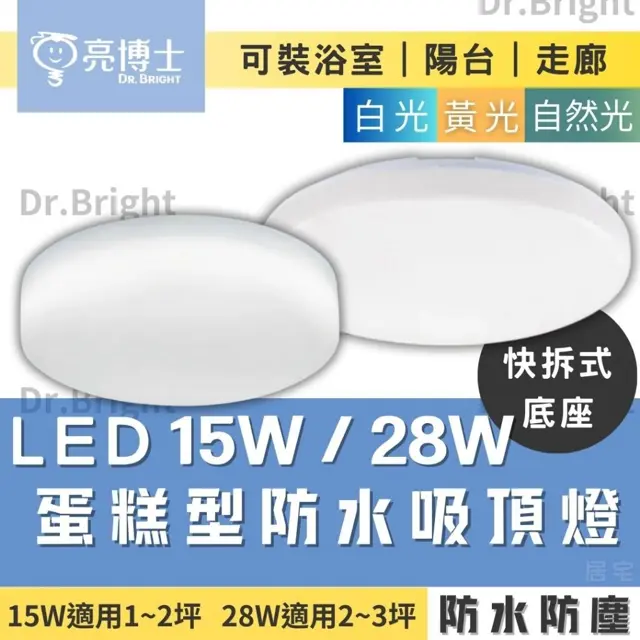 Dr.Bright
亮博士
DR. BRIGHT
可裝浴室｜陽台｜走廊
白光 黃光 自然光
Dr.Bright
快拆式
底座
Dr.Bright
LED 15W / 28W
蛋糕型防水吸頂燈
居宅
15W適用1~2坪 28W適用2~3坪 防水防塵